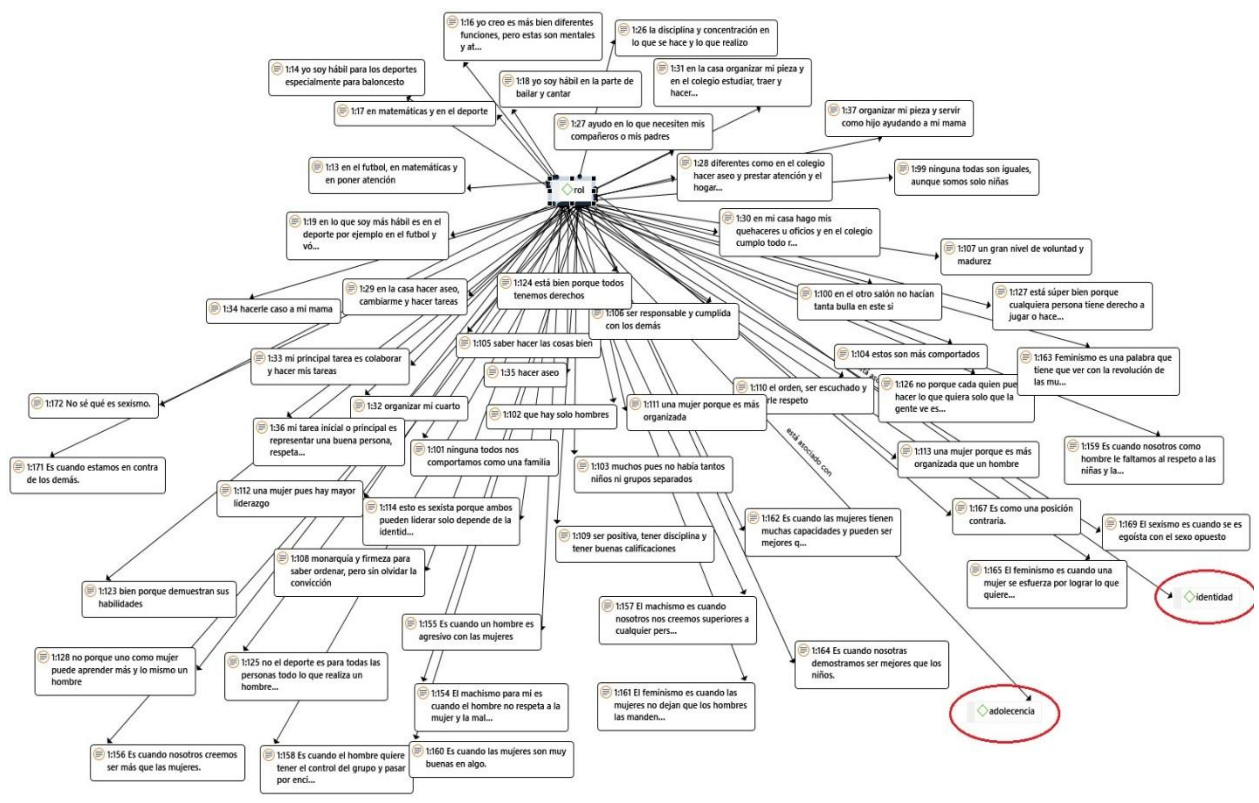 1:16 yo creo es más bien diferentes
funciones, pero estas son mentales
y at...
1:26 la disciplina y concentración en
lo que se hace y lo que realizo
1:14 yo soy hábil para los deportes
especialmente para baloncesto
1:18 yo soy hábil en la parte de
bailar y cantar
1:31 en la casa organizar mi pieza y
en el colegio estudiar, traer y
hacer...
1:17 en matemáticas y en el deporte
1:27 ayudo en lo que necesiten mis
compañeros o mis padres
1:37 organizar mi pieza y servir
como hijo ayudando a mi mama
1:13 en el futbol, en matemáticas y
en poner atención
rol
1:28 diferentes como en el colegio
hacer aseo y prestar atención y el
hogar...
1:99 ninguna todas son iguales,
aunque somos solo niñas
1:19 en lo que soy más hábil es en el
deporte por ejemplo en el futbol y
vó...
1:30 en mi casa hago mis
quehaceres u oficios y en el colegio
cumplo todo r...
1:107 un gran nivel de voluntad y
madurez
1:34 hacerle caso a mi mama
1:29 en la casa hacer aseo,
cambiarme y hacer tareas
1:124 está bien porque todos
tenemos derechos
1:106 ser responsable y cumplida
con los demás
1:100 en el otro salón no hacían
tanta bulla en este si
1:127 está súper bien porque
cualquiera persona tiene derecho a
jugar o hace...
1:33 mi principal tarea es colaborar
y hacer mis tareas
1:105 saber hacer las cosas bien
1:35 hacer aseo
1:104 estos son más comportados
1:163 Feminismo es una palabra que
tiene que ver con la revolución de
las mu...
está
1:172 No sé qué es sexismo.
1:32 organizar mi cuarto
1:102 que hay solo hombres
1:111 una mujer porque es más
organizada
1:110 el orden, ser escuchado y
respeto
1:126 no porque cada quien
hacer lo que quiera solo que la
gente ve es...
1:36 mi tarea inicial o principal es
representar una buena persona,
respeta...
1:101 ninguna todos nos
comportamos como una familia
está asociado con
1:113 una mujer porque es más
organizada que un hombre
1:159 Es cuando nosotros como
hombre le faltamos al respeto a las
niñas y la...
1:171 Es cuando estamos en contra
de los demás.
1:103 muchos pues no había tantos
niños ni grupos separados
1:112 una mujer pues hay mayor
liderazgo
1:114 esto es sexista porque ambos
pueden liderar solo depende de la
identid...
1:162 Es cuando las mujeres tienen
muchas capacidades y pueden ser
mejores q...
1:167 Es como una posición
contraria.
1:169 El sexismo es cuando se es
egoísta con el sexo opuesto
1:109 ser positiva, tener disciplina y
tener buenas calificaciones
1:108 monarquía y firmeza para
saber ordenar, pero sin olvidar la
convicción
1:165 El feminismo es cuando una
mujer se esfuerza por lograr lo que
quiere...
1:123 bien porque demuestran sus
habilidades
identidad
1:155 Es cuando un hombre es
agresivo con las mujeres
1:157 El machismo es cuando
nosotros nos creemos superiores a
cualquier pers...
1:128 no porque uno como mujer
puede aprender más y lo mismo un
hombre
1:125 no el deporte es para todas las
personas todo lo que realiza un
hombre...
1:164 Es cuando nosotras
demostramos ser mejores que los
niños.
1:154 El machismo para mi es
cuando el hombre no respeta a la
mujer y la mal...
1:161 El feminismo es cuando las
mujeres no dejan que los hombres
las manden...
adolecencia
1:156 Es cuando nosotros creemos
ser más que las mujeres.
1:158 Es cuando el hombre quiere
tener el control del grupo y pasar
por enci...
1:160 Es cuando las mujeres son muy
buenas en algo.